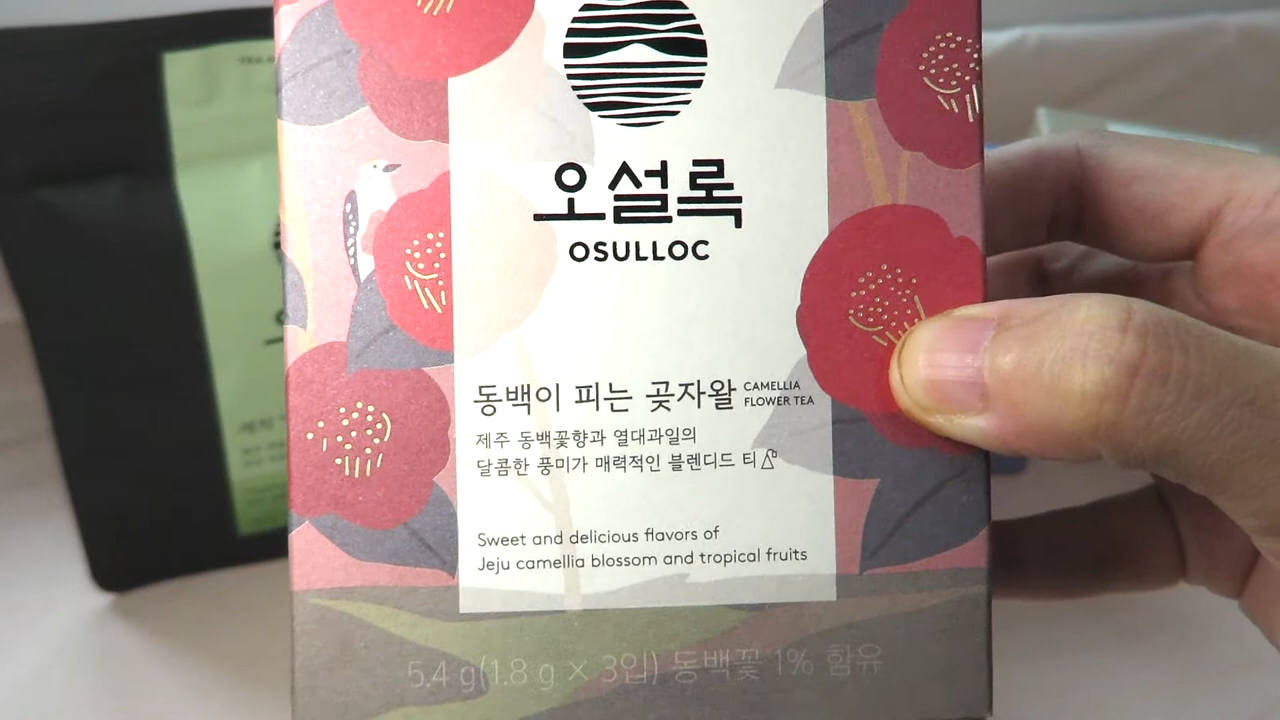 오설록
OSULLOC
동백이 피는 곶자왈 CAMELLIA
FLOWER TEA
제주 동백꽃향과 열대과일의
달콤한 풍미가 매력적인 블렌디드 티
Sweet and delicious flavors of
Jeju camellia blossom and tropical fruits
5.4 g(1.8 g × 3입) 동백꽃 1% 함유